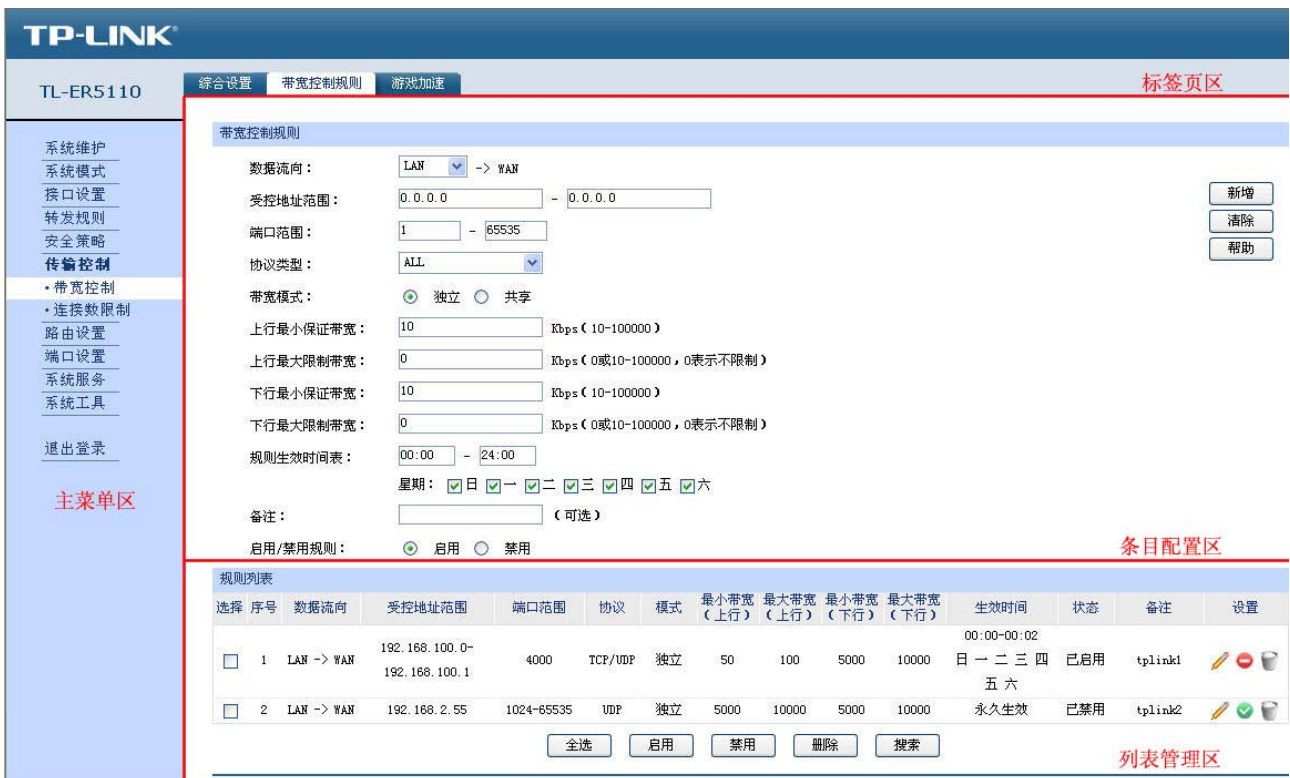 TP-LINK®
TL-ER5110
综合设置 带宽控制规则 游戏加速
标签页区
系统维护
系统模式
接口设置
转发规则
安全策略
传输控制
·带宽控制
·连接数限制
路由设置
端口设置
系统服务
系统工具
退出登录
主菜单区
带宽控制规则
数据流向： LAN -> WAN
受控地址范围： 0.0.0.0 - 0.0.0.0
端口范围： 1 - 65535
协议类型： ALL
带宽模式： 独立 共享
上行最小保证带宽： 10 Kbps（10-100000）
上行最大限制带宽： 0 Kbps（0或10-100000，0表示不限制）
下行最小保证带宽： 10 Kbps（10-100000）
下行最大限制带宽： 0 Kbps（0或10-100000，0表示不限制）
规则生效时间表： 00:00 - 24:00
星期： 日 一 二 三 四 五 六
备注： （可选）
启用/禁用规则： 启用 禁用
新增
清除
帮助
条目配置区
规则列表
选择 序号 数据流向 受控地址范围 端口范围 协议 模式 最小带宽（上行） 最大带宽（上行） 最小带宽（下行） 最大带宽（下行） 生效时间 状态 备注 设置
1 LAN -> WAN 192.168.100.0-192.168.100.1 4000 TCP/UDP 独立 50 100 5000 10000 00:00-00:02 日 一 二 三 四 五 六 已启用 tplink1
2 LAN -> WAN 192.168.2.55 1024-65535 UDP 独立 5000 10000 5000 10000 永久生效 已禁用 tplink2
全选 启用 禁用 删除 搜索
列表管理区